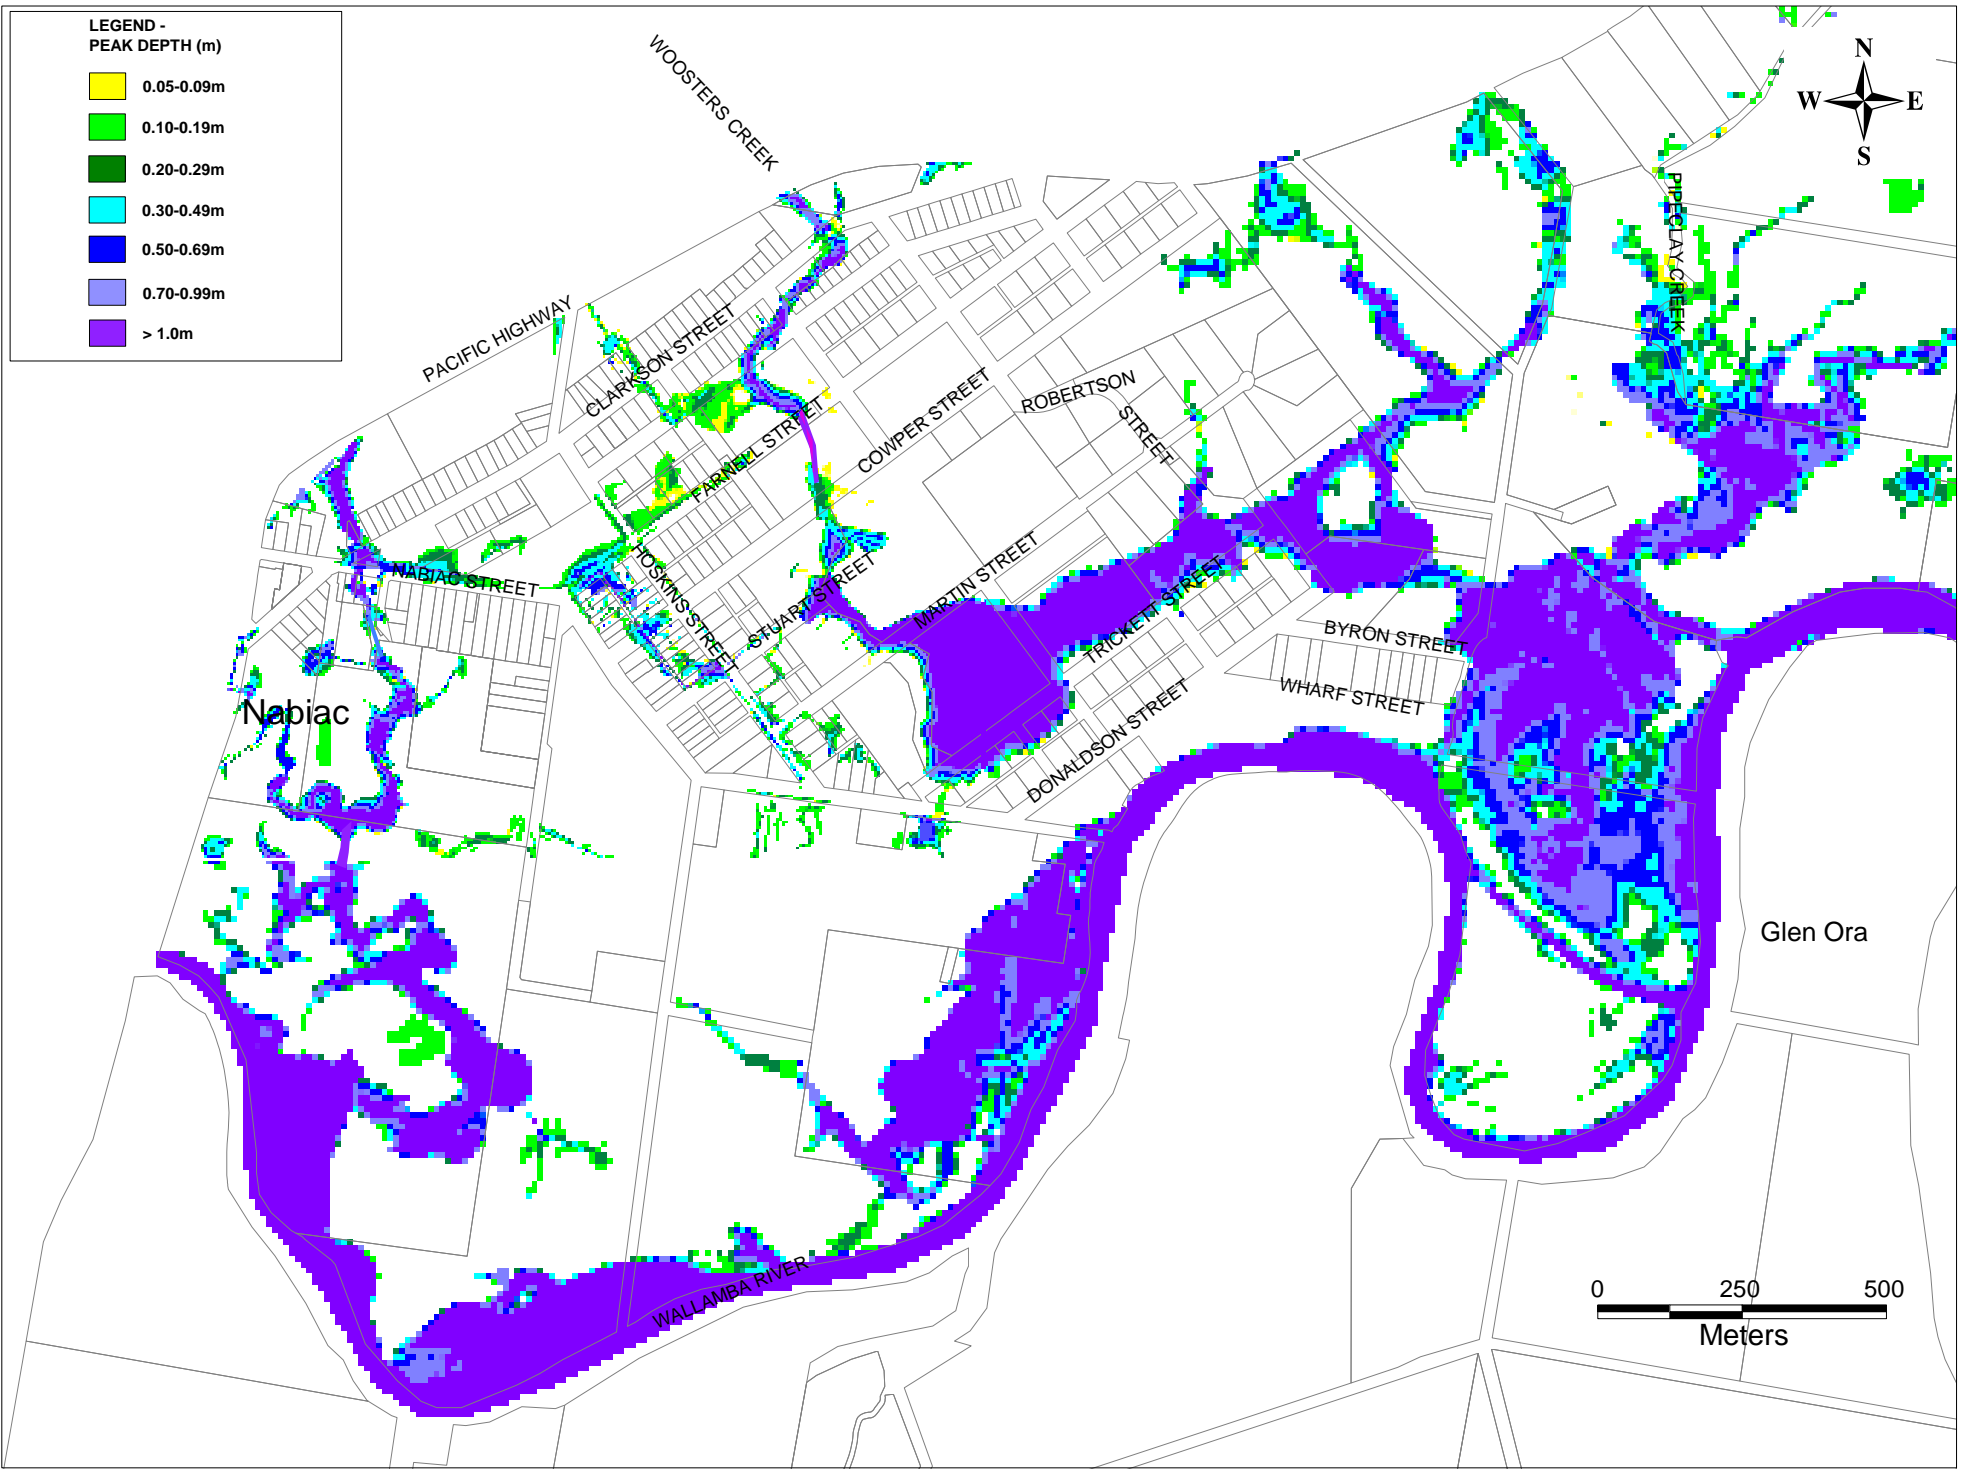 LEGEND -
PEAK DEPTH (m)
0.05-0.09m
0.10-0.19m
0.20-0.29m
0.30-0.49m
0.50-0.69m
0.70-0.99m
> 1.0m
WOOSTERS CREEK
N
W
E
S
PIPECLAY CREEK
PACIFIC HIGHWAY
CLARKSON STREET
FARNELL STREET
COWPER STREET
ROBERTSON
STREET
NABIAC STREET
HOSKINS STREET
STUART STREET
MARTIN STREET
TRICKETT STREET
BYRON STREET
WHARF STREET
DONALDSON STREET
Nabiac
Glen Ora
WALLAMBA RIVER
0
250
500
Meters